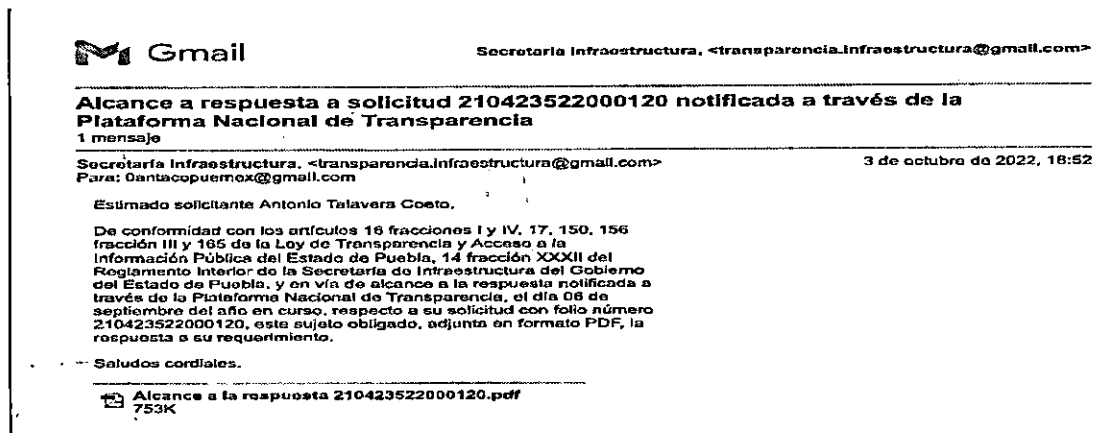 Gmail
Secretaria Infraestructura. <transparencia.infraestructura@gmail.com>
Alcance a respuesta a solicitud 210423522000120 notificada a través de la
Plataforma Nacional de Transparencia
1 mensaje
Secretaría Infraestructura. <transparencia.infraestructura@gmail.com>
3 de octubre de 2022, 18:52
Para: 0antacopuemox@gmail.com
Estimado solicitante Antonio Talavera Coeto,
De conformidad con los artículos 16 fracciones I y IV, 17, 150, 156
fracción III y 165 de la Ley de Transparencia y Acceso a la
Información Pública del Estado de Puebla, 14 fracción XXXII del
Reglamento Interior de la Secretaría de Infraestructura del Gobierno
del Estado de Puebla, y en vía de alcance a la respuesta notificada a
través de la Plataforma Nacional de Transparencia, el día 06 de
septiembre del año en curso, respecto a su solicitud con folio número
210423522000120, este sujeto obligado, adjunta en formato PDF, la
respuesta a su requerimiento.
Saludos cordiales.
Alcance a la respuesta 210423522000120.pdf
753K